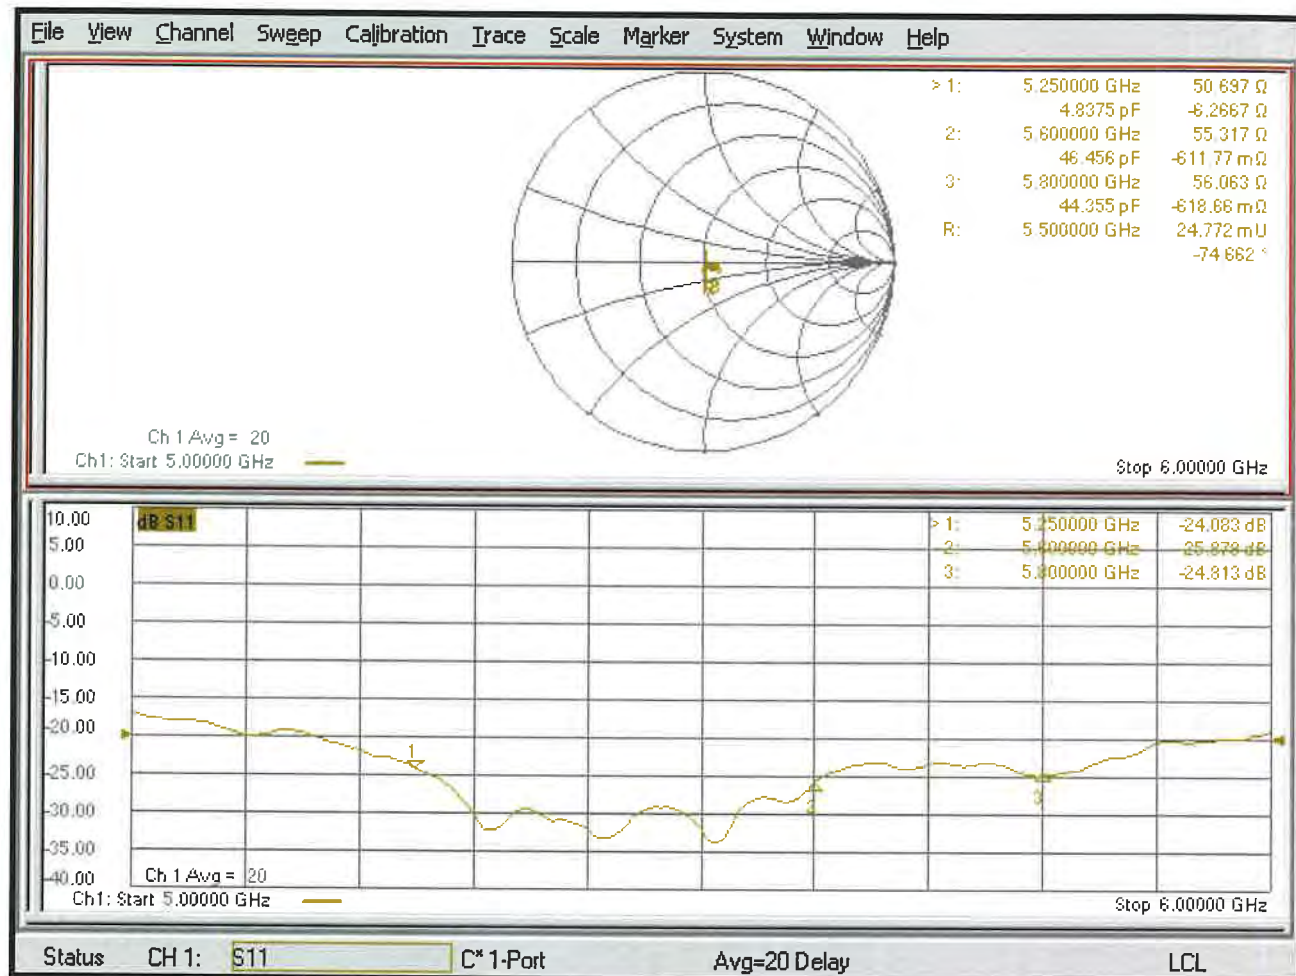 File View Channel Sweep Calibration Trace Scale Marker System Window Help
> 1: 5.250000 GHz 50.697 Ω
4.8375 pF -6.2667 Ω
2: 5.600000 GHz 55.317 Ω
46.456 pF -611.77 mΩ
3: 5.800000 GHz 56.063 Ω
44.355 pF -618.66 mΩ
R: 5.500000 GHz 24.772 mU
-74.662 °
Ch 1 Avg = 20
Ch1: Start 5.00000 GHz
Stop 6.00000 GHz
10.00 dB S11 > 1: 5.250000 GHz -24.083 dB
5.00 2: 5.600000 GHz -25.878 dB
3: 5.800000 GHz -24.813 dB
0.00
-5.00
-10.00
-15.00
-20.00
1
-25.00
2
3
-30.00
-35.00
-40.00
Ch 1 Avg = 20
Ch1: Start 5.00000 GHz
Stop 6.00000 GHz
Status CH 1: S11 C* 1-Port Avg=20 Delay LCL